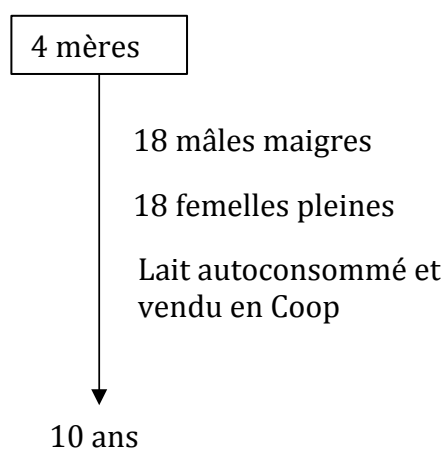 4 mères
18 mâles maigres
18 femelles pleines
Lait autoconsommé et
vendu en Coop
10 ans